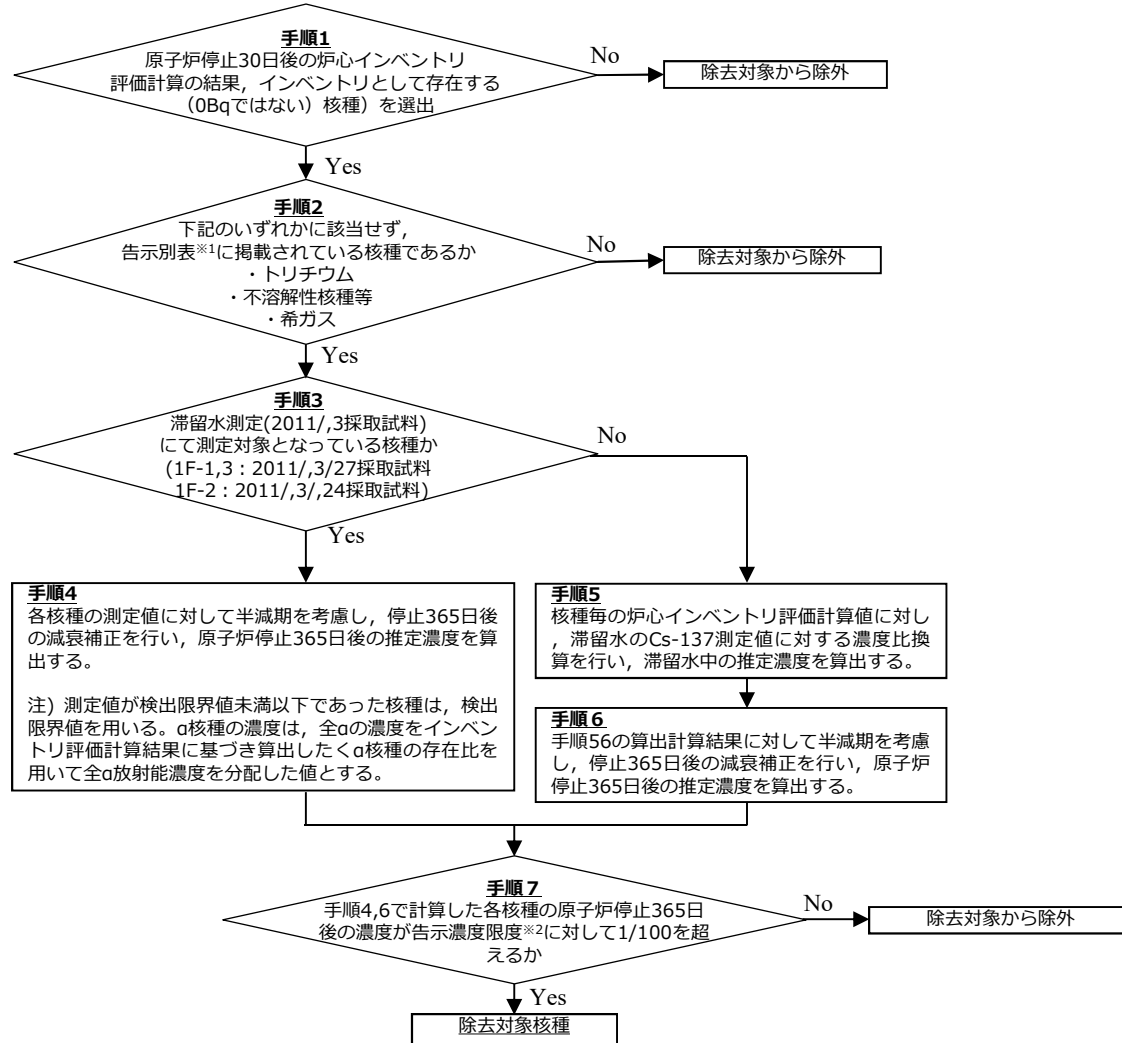 手順1
原子炉停止30日後の炉心インベントリ
評価計算の結果，インベントリとして存在する
（0Bqではない）核種）を選出
No
除去対象から除外
Yes
手順2
下記のいずれかに該当せず，
告示別表※1に掲載されている核種であるか
・トリチウム
・不溶解性核種等
・希ガス
No
除去対象から除外
Yes
手順3
滞留水測定(2011/,3採取試料)
にて測定対象となっている核種か
(1F-1,3：2011/,3/27採取試料
1F-2：2011/,3/,24採取試料)
No
Yes
手順4
各核種の測定値に対して半減期を考慮し，停止365日後
の減衰補正を行い，原子炉停止365日後の推定濃度を算
出する。
注) 測定値が検出限界値未満以下であった核種は，検出
限界値を用いる。α核種の濃度は，全αの濃度をインベン
トリ評価計算結果に基づき算出したくα核種の存在比を
用いて全α放射能濃度を分配した値とする。
手順5
核種毎の炉心インベントリ評価計算値に対し
，滞留水のCs-137測定値に対する濃度比換
算を行い，滞留水中の推定濃度を算出する。
手順６
手順56の算出計算結果に対して半減期を考慮
し，停止365日後の減衰補正を行い，原子炉
停止365日後の推定濃度を算出する。
手順７
手順4,6で計算した各核種の原子炉停止365日
後の濃度が告示濃度限度※2に対して1/100を超
えるか
No
除去対象から除外
Yes
除去対象核種